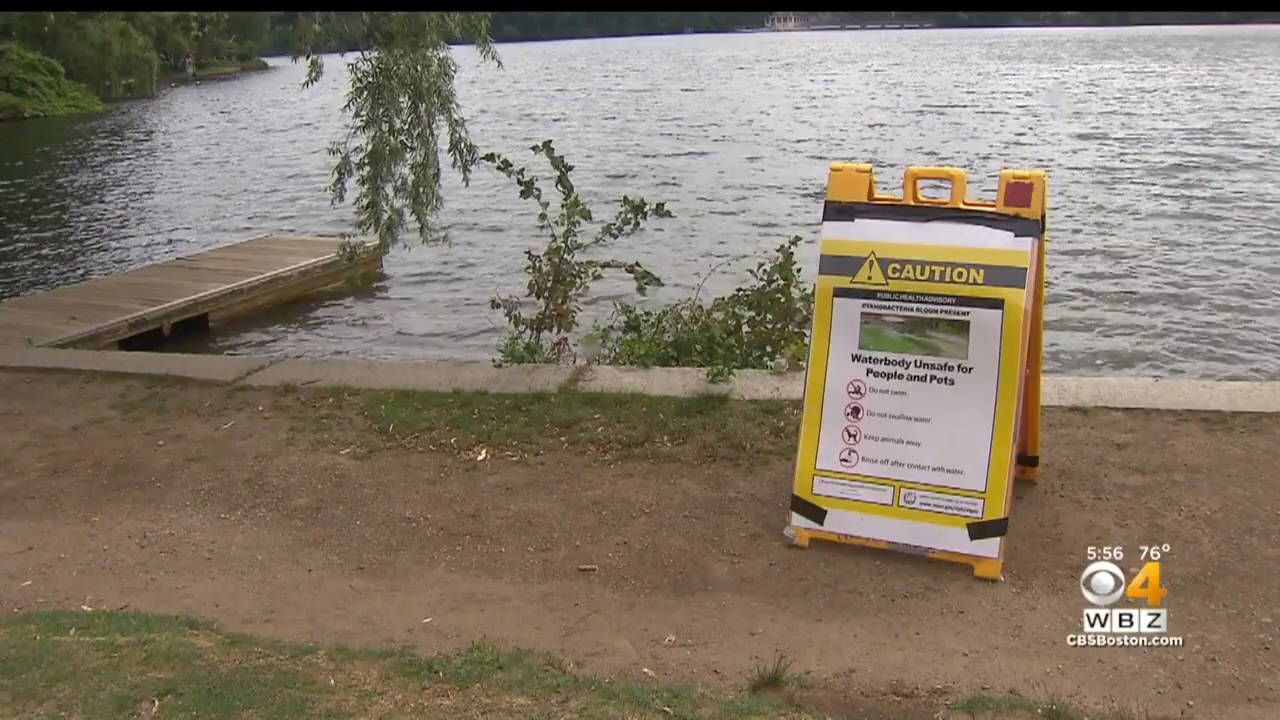 CAUTION
PUBLIC HEALTH ADVISORY
CYANOBACTERIA BLOOM PRESENT
Waterbody Unsafe for
People and Pets
Do not swim.
Do not swallow water.
Keep animals away.
Rinse off after contact with water.
5:56 76°
4
WBZ
CBSBoston.com